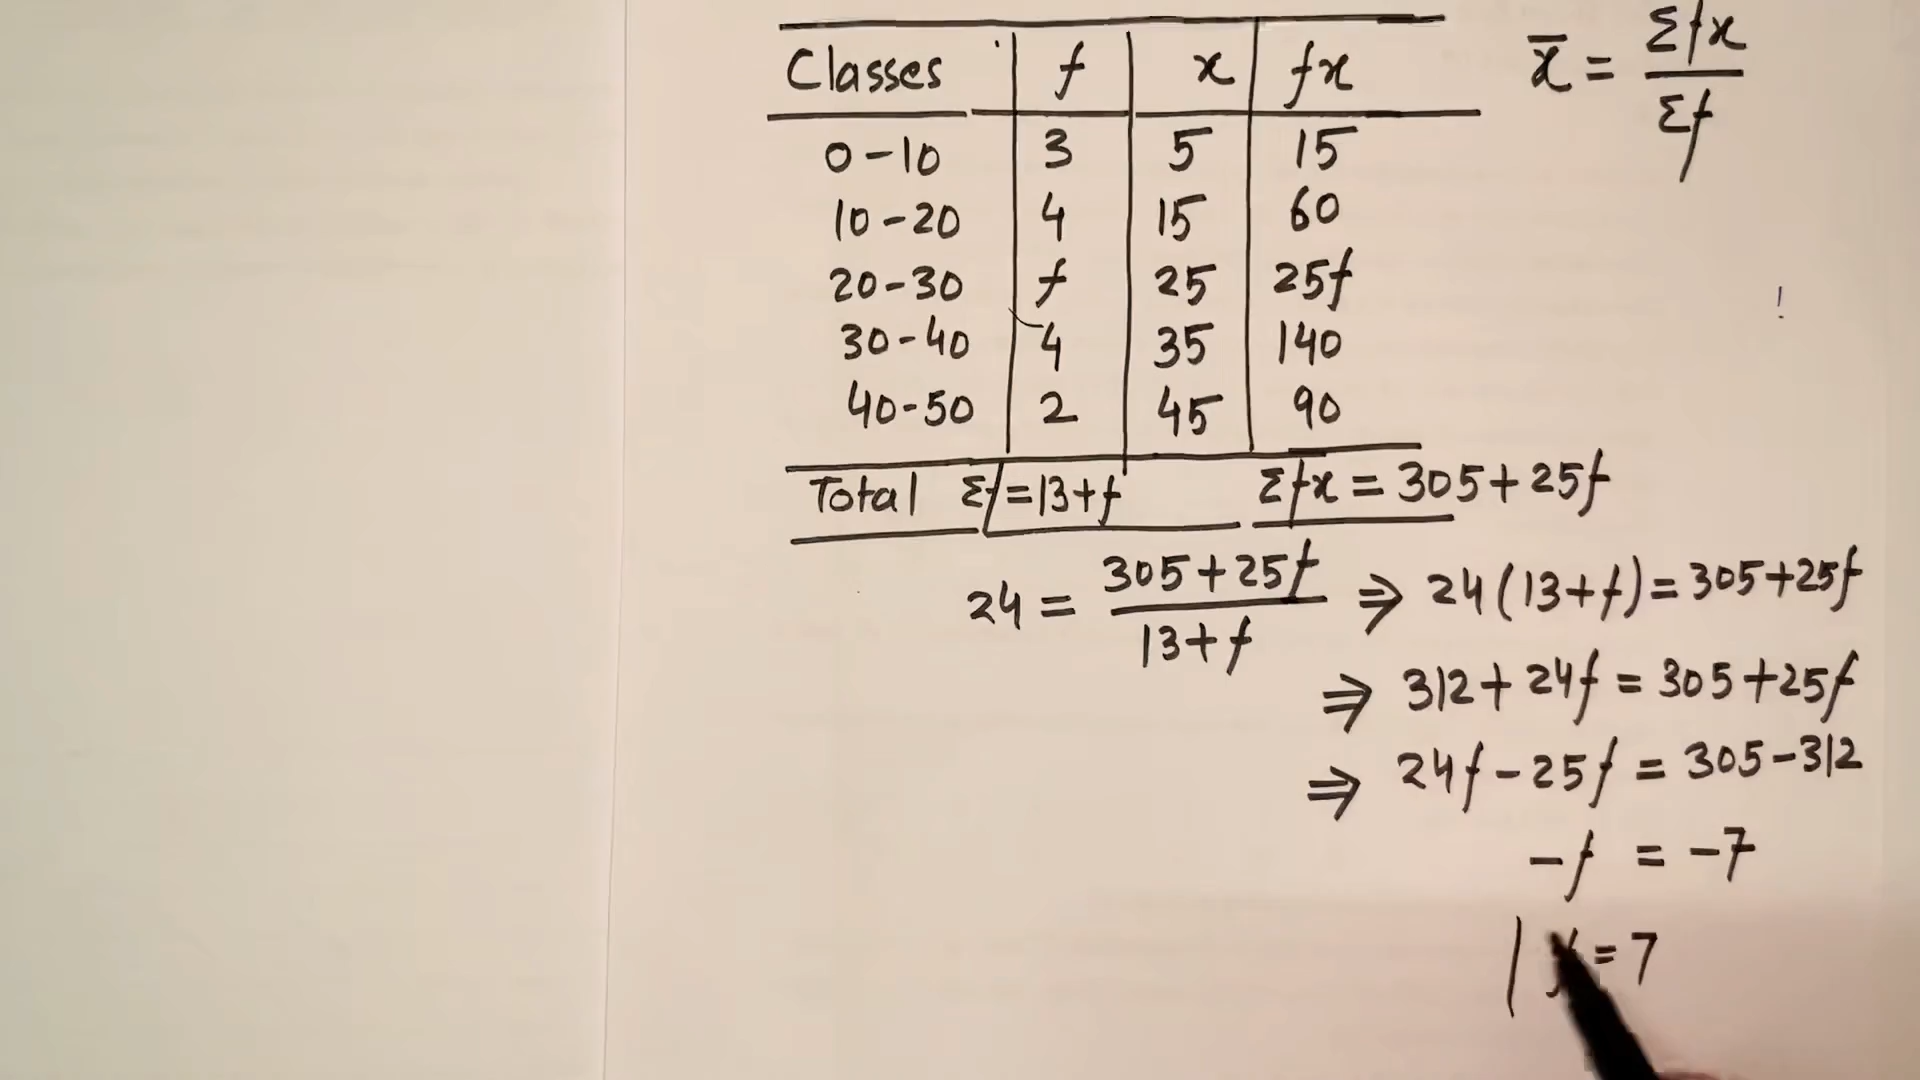 Classes f x fx
x̄ = Σfx / Σf
0-10 3 5 15
10-20 4 15 60
20-30 f 25 25f
30-40 4 35 140
40-50 2 45 90
Total Σf=13+f Σfx = 305+25f
24 = 305+25f / 13+f ⇒ 24(13+f)=305+25f
⇒ 312+24f = 305+25f
⇒ 24f-25f = 305-312
-f = -7
f=7